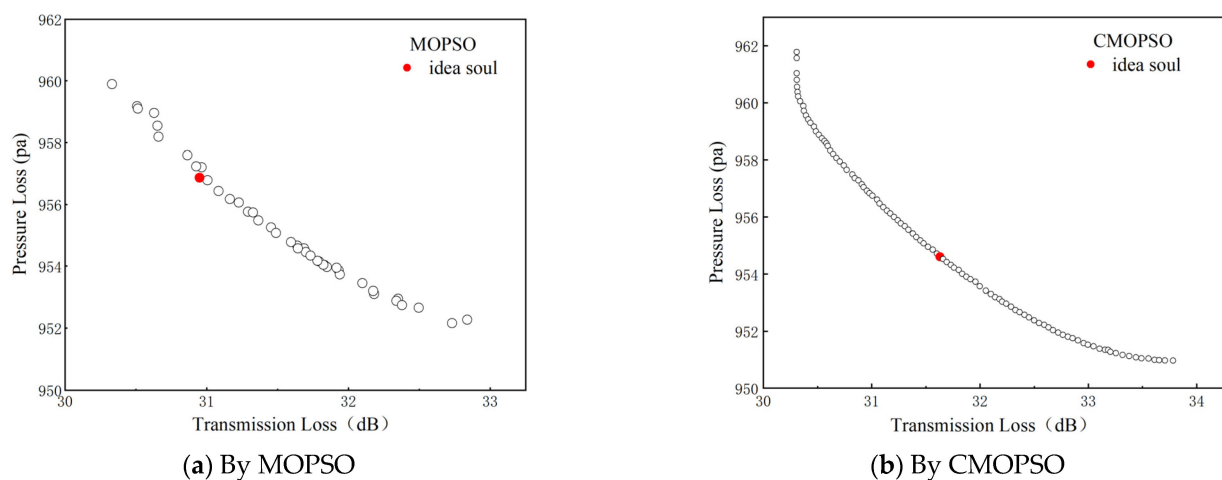 962
960
958
956
954
952
950
30
31
32
33
Pressure Loss (pa)
Transmission Loss（dB）
MOPSO
idea soul
(a) By MOPSO
962
960
958
956
954
952
950
30
31
32
33
34
Pressure Loss (pa)
Transmission Loss（dB）
CMOPSO
idea soul
(b) By CMOPSO